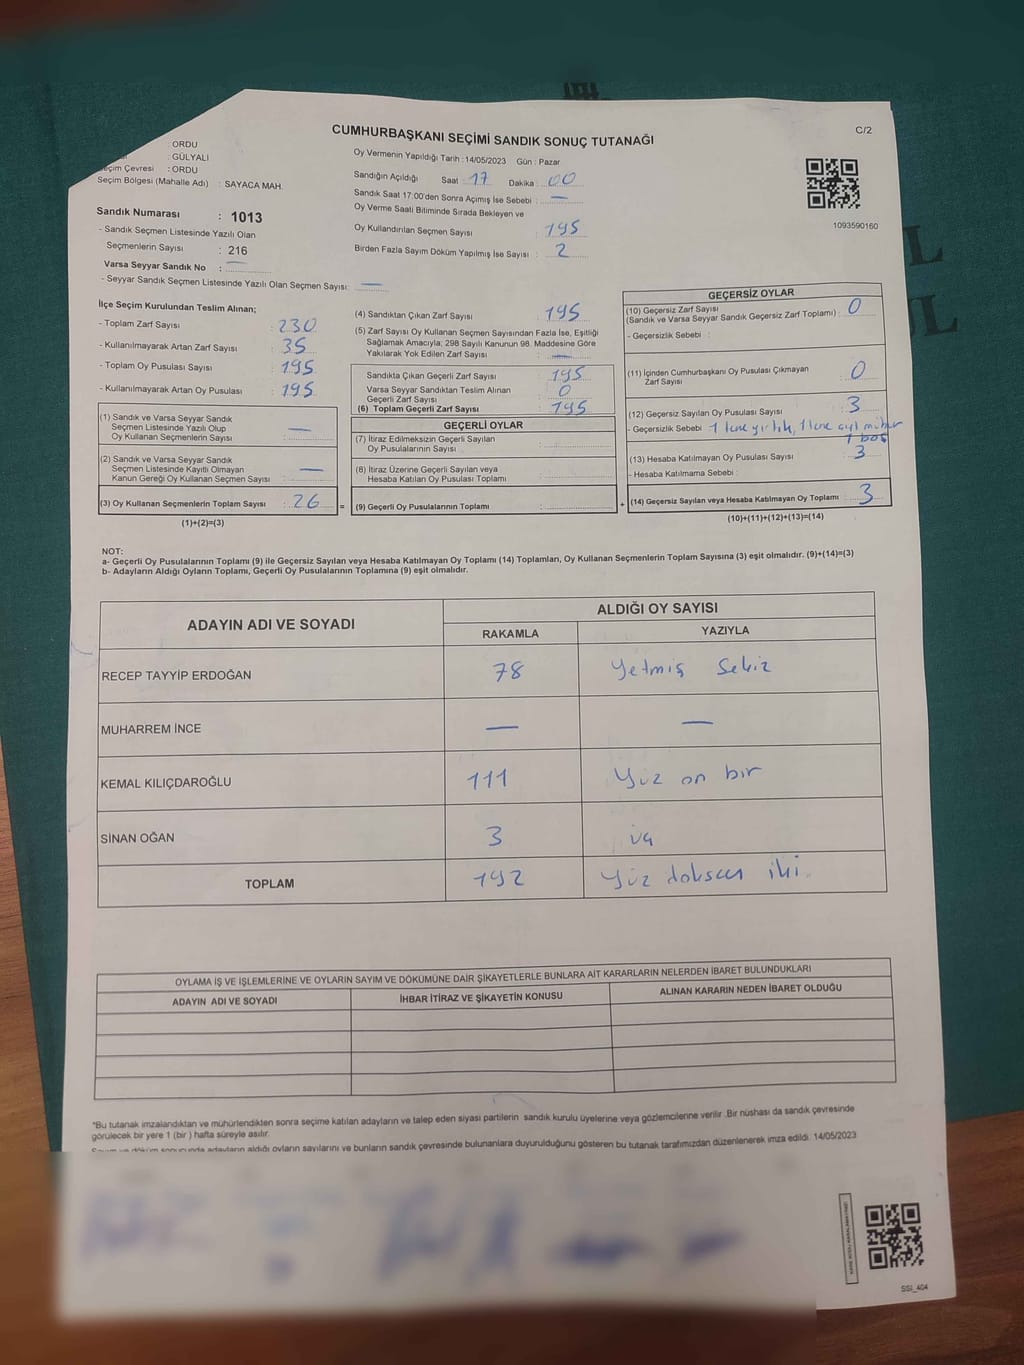 C/2
CUMHURBAŞKANI SEÇİMİ SANDIK SONUÇ TUTANAĞI
: ORDU
: GÜLYALI
Seçim Çevresi : ORDU
Seçim Bölgesi (Mahalle Adı) : SAYACA MAH.
Sandık Numarası : 1013
- Sandık Seçmen Listesinde Yazılı Olan
Seçmenlerin Sayısı : 216
Varsa Seyyar Sandık No : —
- Seyyar Sandık Seçmen Listesinde Yazılı Olan Seçmen Sayısı: —
Oy Vermenin Yapıldığı Tarih :14/05/2023 Gün : Pazar
Sandığın Açıldığı Saat : 17 Dakika : 00
Sandık Saat 17:00'den Sonra Açımış İse Sebebi : —
Oy Verme Saati Bitiminde Sırada Bekleyen ve
Oy Kullandırılan Seçmen Sayısı : 195
Birden Fazla Sayım Döküm Yapılmış İse Sayısı : 2
1093590160
İlçe Seçim Kurulundan Teslim Alınan;
- Toplam Zarf Sayısı : 230
- Kullanılmayarak Artan Zarf Sayısı : 35
- Toplam Oy Pusulası Sayısı : 195
- Kullanılmayarak Artan Oy Pusulası : 195
(1) Sandık ve Varsa Seyyar Sandık
Seçmen Listesinde Yazılı Olup
Oy Kullanan Seçmenlerin Sayısı : —
(2) Sandık ve Varsa Seyyar Sandık
Seçmen Listesinde Kayıtlı Olmayan
Kanun Gereği Oy Kullanan Seçmen Sayısı : —
(3) Oy Kullanan Seçmenlerin Toplam Sayısı : 26 =
(1)+(2)=(3)
(4) Sandıktan Çıkan Zarf Sayısı : 195
(5) Zarf Sayısı Oy Kullanan Seçmen Sayısından Fazla İse, Eşitliği
Sağlamak Amacıyla; 298 Sayılı Kanunun 98. Maddesine Göre
Yakılarak Yok Edilen Zarf Sayısı : —
Sandıkta Çıkan Geçerli Zarf Sayısı : 195
Varsa Seyyar Sandıktan Teslim Alınan
Geçerli Zarf Sayısı : 0
(6) Toplam Geçerli Zarf Sayısı : 195
GEÇERLİ OYLAR
(7) İtiraz Edilmeksizin Geçerli Sayılan
Oy Pusulalarının Sayısı :
(8) İtiraz Üzerine Geçerli Sayılan veya
Hesaba Katılan Oy Pusulası Toplamı :
(9) Geçerli Oy Pusulalarının Toplamı : +
GEÇERSİZ OYLAR
(10) Geçersiz Zarf Sayısı
(Sandık ve Varsa Seyyar Sandık Geçersiz Zarf Toplamı) : 0
- Geçersizlik Sebebi :
(11) İçinden Cumhurbaşkanı Oy Pusulası Çıkmayan
Zarf Sayısı : 0
(12) Geçersiz Sayılan Oy Pusulası Sayısı : 3
- Geçersizlik Sebebi 1 tane yırtık, 1 tane mühür
1 boş
(13) Hesaba Katılmayan Oy Pusulası Sayısı : 3
- Hesaba Katılmama Sebebi :
(14) Geçersiz Sayılan veya Hesaba Katılmayan Oy Toplamı : 3
(10)+(11)+(12)+(13)=(14)
NOT:
a- Geçerli Oy Pusulalarının Toplamı (9) ile Geçersiz Sayılan veya Hesaba Katılmayan Oy Toplamı (14) Toplamları, Oy Kullanan Seçmenlerin Toplam Sayısına (3) eşit olmalıdır. (9)+(14)=(3)
b- Adayların Aldığı Oyların Toplamı, Geçerli Oy Pusulalarının Toplamına (9) eşit olmalıdır.
ADAYIN ADI VE SOYADI ALDIĞI OY SAYISI
RAKAMLA YAZIYLA
RECEP TAYYİP ERDOĞAN 78 Yetmiş Sekiz
MUHARREM İNCE — —
KEMAL KILIÇDAROĞLU 111 Yüz on bir
SİNAN OĞAN 3 üç
TOPLAM 192 Yüz doksan iki
OYLAMA İŞ VE İŞLEMLERİNE VE OYLARIN SAYIM VE DÖKÜMÜNE DAİR ŞİKAYETLERLE BUNLARA AİT KARARLARIN NELERDEN İBARET BULUNDUKLARI
ADAYIN ADI VE SOYADI İHBAR İTİRAZ VE ŞİKAYETİN KONUSU ALINAN KARARIN NEDEN İBARET OLDUĞU
*Bu tutanak imzalandıktan ve mühürlendikten sonra seçime katılan adayların ve talep eden siyasi partilerin sandık kurulu üyelerine veya gözlemcilerine verilir .Bir nüshası da sandık çevresinde
görülecek bir yere 1 (bir ) hafta süreyle asılır.
Sayım ve döküm sonucunda adayların aldığı oyların sayılarını ve bunların sandık çevresinde bulunanlara duyurulduğunu gösteren bu tutanak tarafımızdan düzenlenerek imza edildi. 14/05/2023
SSI_404